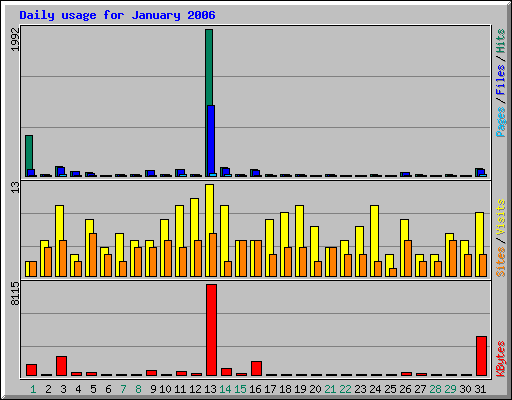 Daily usage for January 2006
1992
Pages / Files / Hits
13
Sites / Visits
8115
KBytes
1 2 3 4 5 6 7 8 9 10 11 12 13 14 15 16 17 18 19 20 21 22 23 24 25 26 27 28 29 30 31